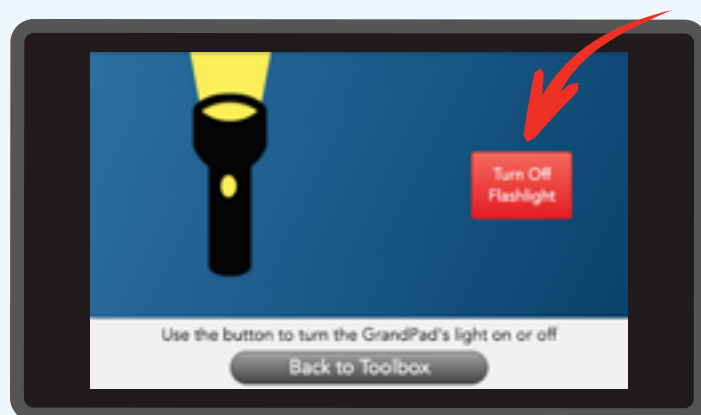 Turn Off
Flashlight
Use the button to turn the GrandPad's light on or off
Back to Toolbox